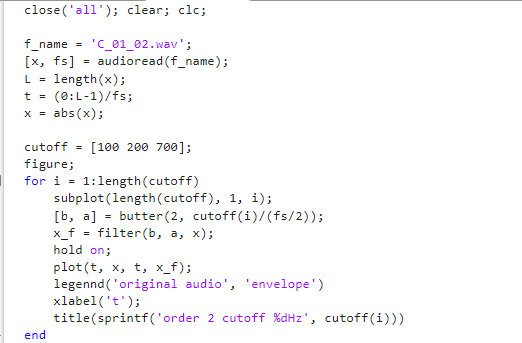 close('all'); clear; clc;
f_name = 'C_01_02.wav';
[x, fs] = audioread(f_name);
L = length(x);
t = (0:L-1)/fs;
x = abs(x);
cutoff = [100 200 700];
figure;
for i = 1:length(cutoff)
subplot(length(cutoff), 1, i);
[b, a] = butter(2, cutoff(i)/(fs/2));
x_f = filter(b, a, x);
hold on;
plot(t, x, t, x_f);
legennd('original audio', 'envelope')
xlabel('t');
title(sprintf('order 2 cutoff %dHz', cutoff(i)))
end